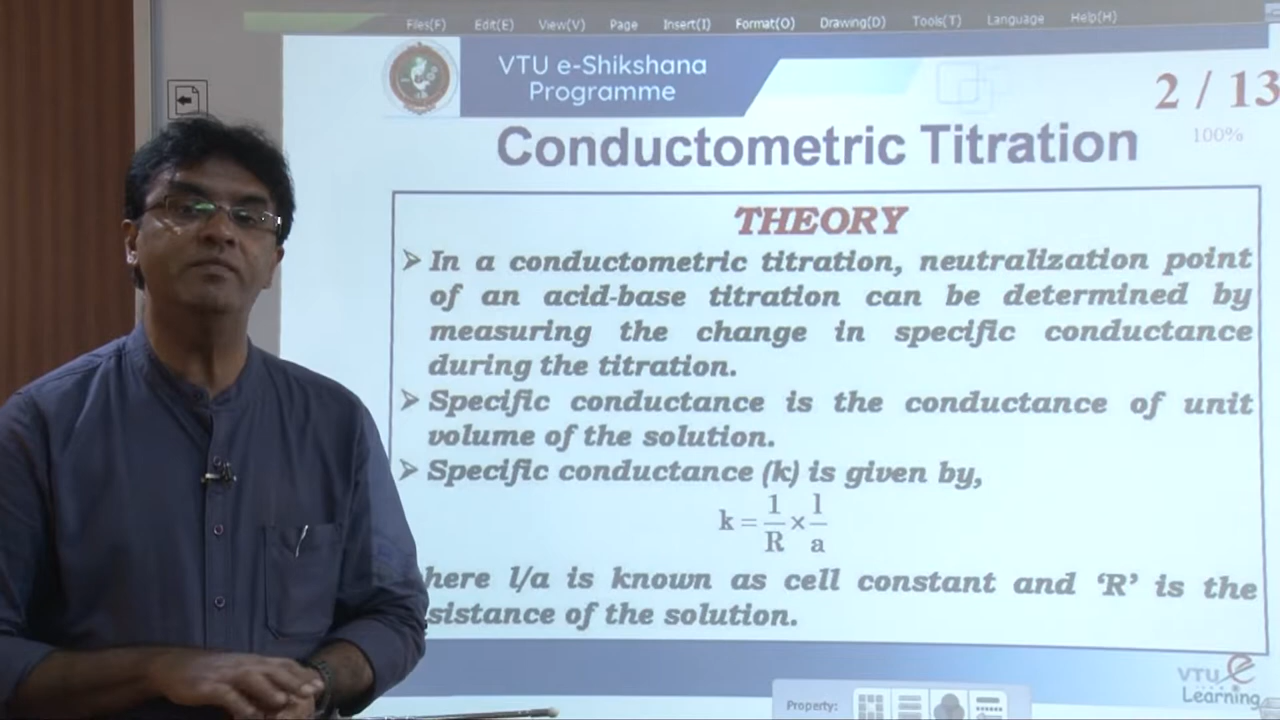 Files(F) Edit(E) View(V) Page Insert(I) Format(O) Drawing(D) Tools(T) Language Help(H)
VTU e-Shikshana
Programme
2 / 13
100%
Conductometric Titration
THEORY
➢ In a conductometric titration, neutralization point
of an acid-base titration can be determined by
measuring the change in specific conductance
during the titration.
➢ Specific conductance is the conductance of unit
volume of the solution.
➢ Specific conductance (k) is given by,
k = 1/R × l/a
here l/a is known as cell constant and ‘R’ is the
sistance of the solution.
VTU e
Learning
Property: